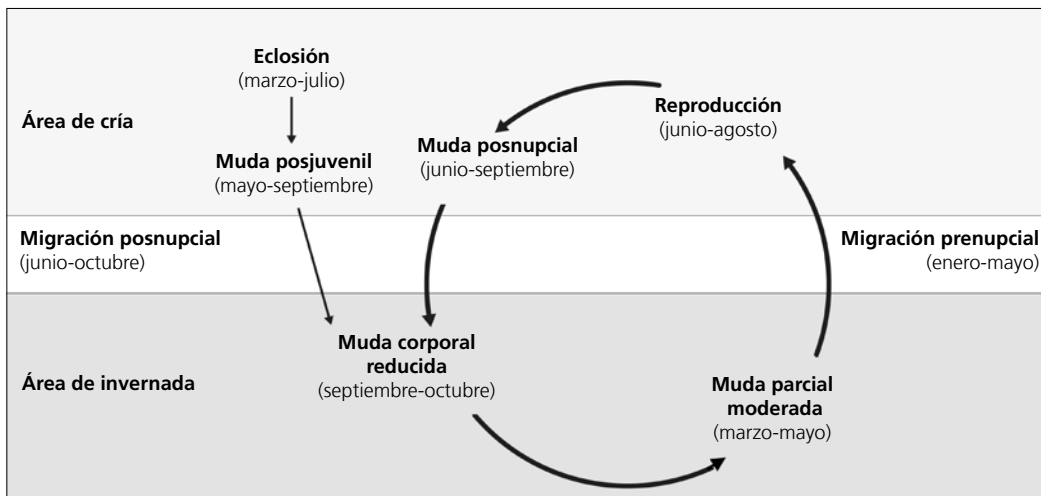 Eclosión
(marzo-julio)
Área de cría
Muda posjuvenil
(mayo-septiembre)
Muda posnupcial
(junio-septiembre)
Reproducción
(junio-agosto)
Migración posnupcial
(junio-octubre)
Migración prenupcial
(enero-mayo)
Área de invernada
Muda corporal
reducida
(septiembre-octubre)
Muda parcial
moderada
(marzo-mayo)